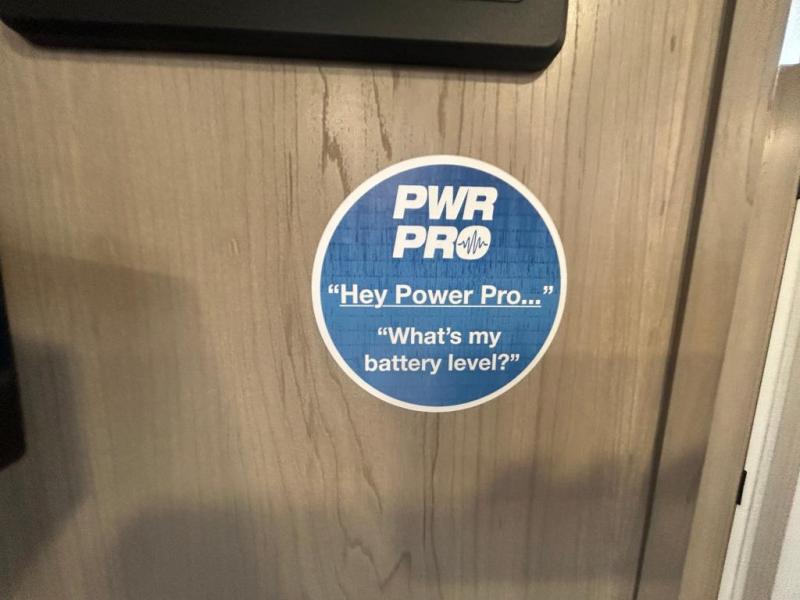 PWR
PRO
“Hey Power Pro...”
“What’s my
battery level?”